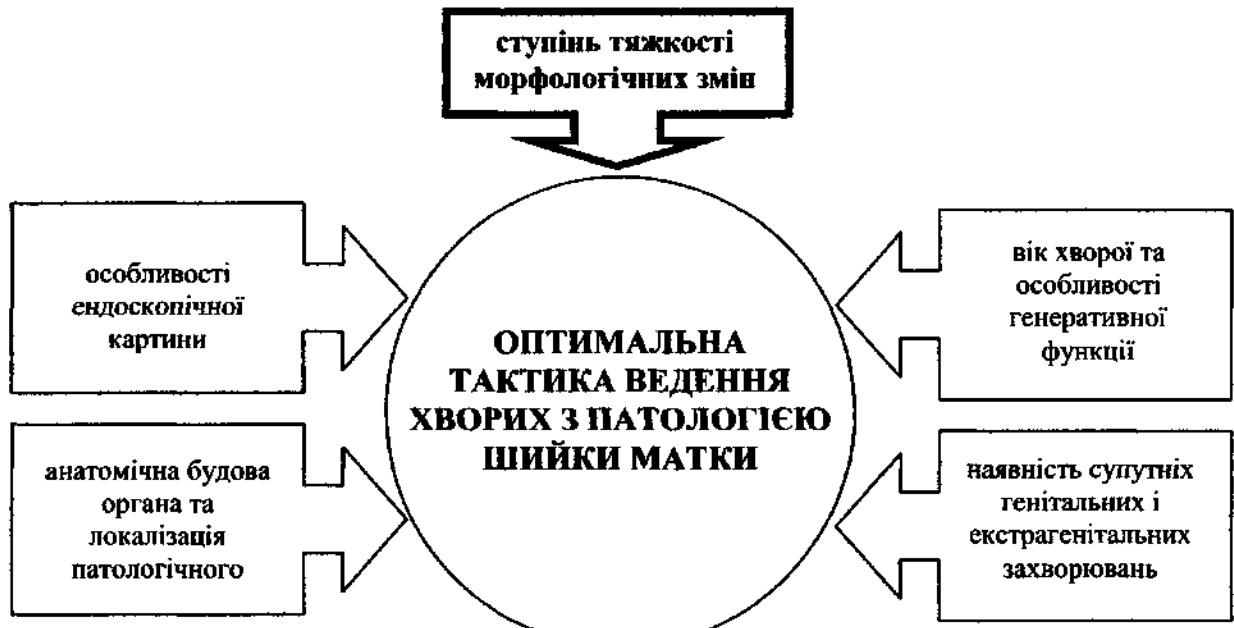 ступінь тяжкості
морфологічних змін
особливості
ендоскопічної
картини
вік хворої та
особливості
генеративної
функції
ОПТИМАЛЬНА
ТАКТИКА ВЕДЕННЯ
ХВОРИХ З ПАТОЛОГІЄЮ
ШИЙКИ МАТКИ
анатомічна будова
органа та
локалізація
патологічного
наявність супутніх
генітальних і
екстрагенітальних
захворювань